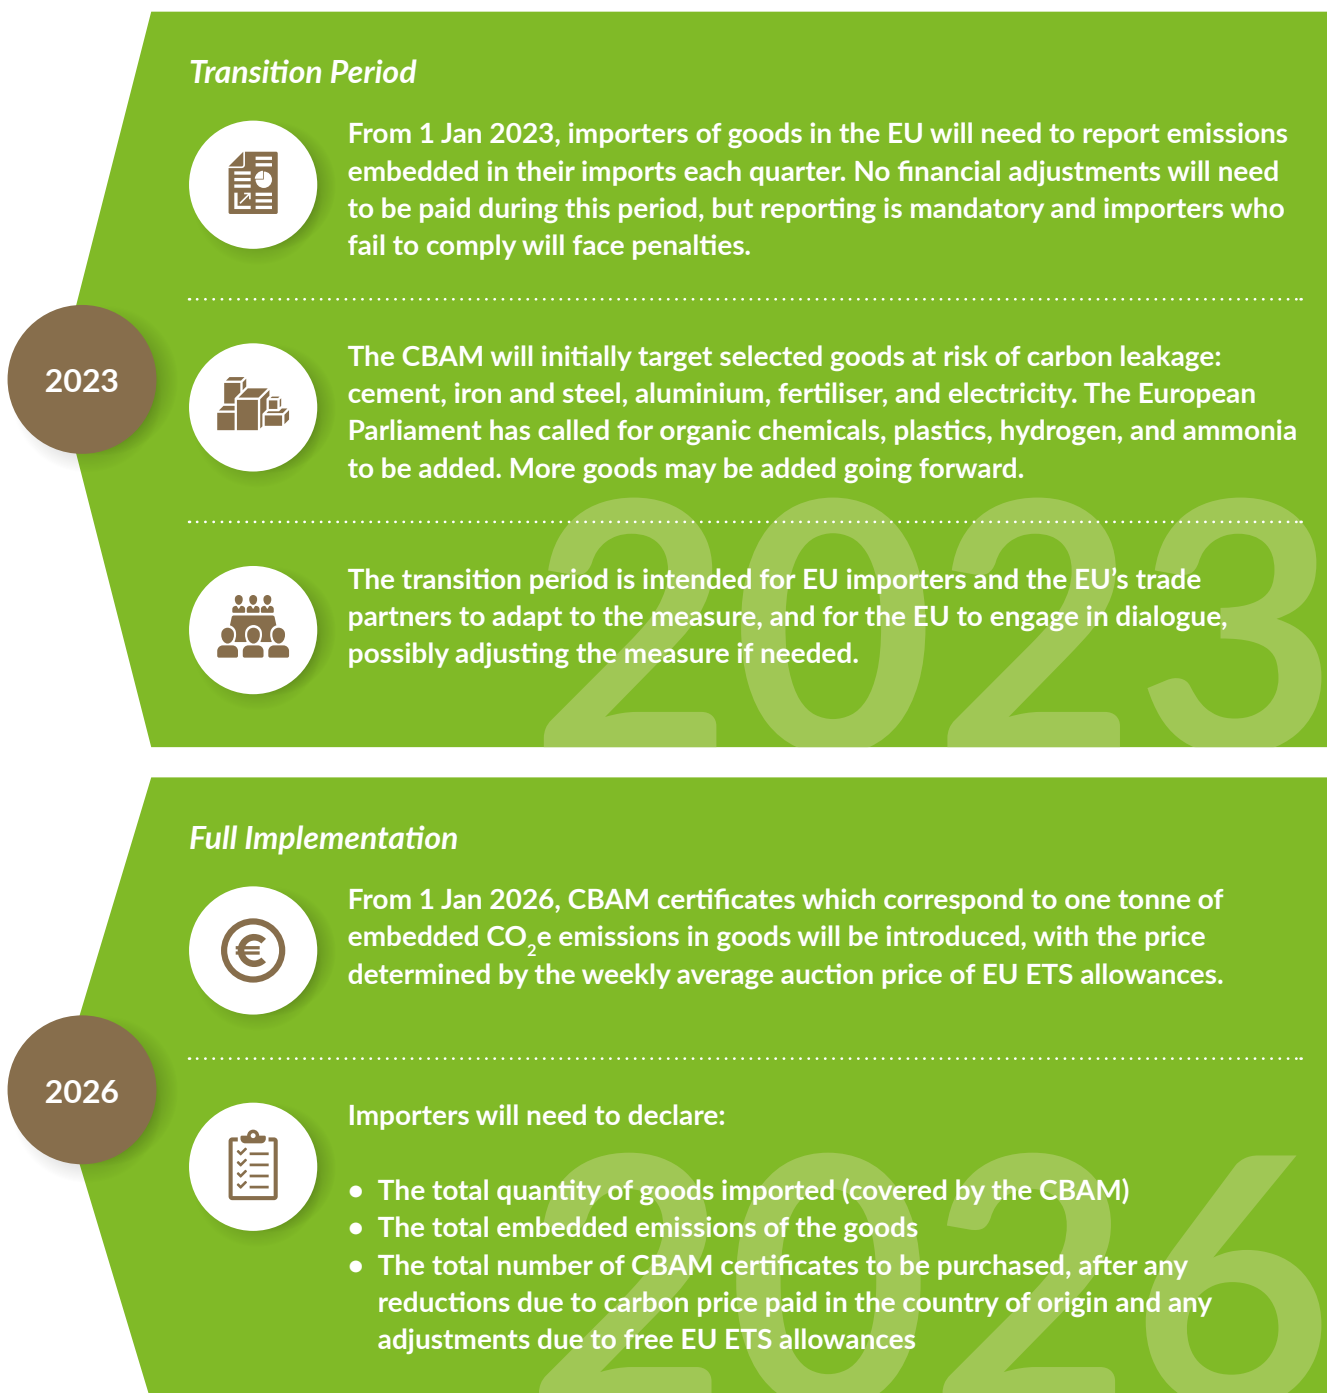 Transition Period
From 1 Jan 2023, importers of goods in the EU will need to report emissions
embedded in their imports each quarter. No financial adjustments will need
to be paid during this period, but reporting is mandatory and importers who
fail to comply will face penalties.
2023
The CBAM will initially target selected goods at risk of carbon leakage:
cement, iron and steel, aluminium, fertiliser, and electricity. The European
Parliament has called for organic chemicals, plastics, hydrogen, and ammonia
to be added. More goods may be added going forward.
The transition period is intended for EU importers and the EU's trade
partners to adapt to the measure, and for the EU to engage in dialogue,
possibly adjusting the measure if needed.
2023
Full Implementation
From 1 Jan 2026, CBAM certificates which correspond to one tonne of
embedded CO₂e emissions in goods will be introduced, with the price
determined by the weekly average auction price of EU ETS allowances.
2026
Importers will need to declare:
• The total quantity of goods imported (covered by the CBAM)
• The total embedded emissions of the goods
• The total number of CBAM certificates to be purchased, after any
reductions due to carbon price paid in the country of origin and any
adjustments due to free EU ETS allowances
2026